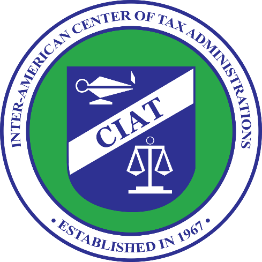 INTER-AMERICAN CENTER OF TAX ADMINISTRATIONS
CIAT
• ESTABLISHED IN 1967 •